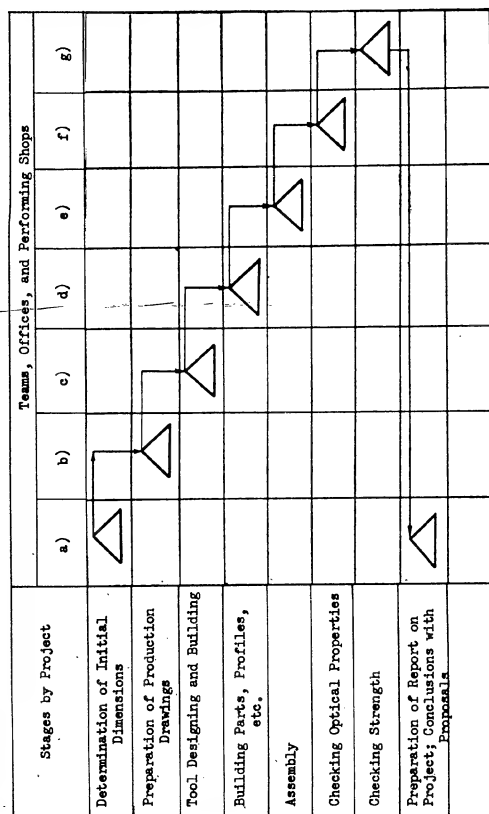 Teams, Offices, and Performing Shops
Stages by Project
a)
b)
c)
d)
e)
f)
g)
Determination of Initial
Dimensions
Preparation of Production
Drawings
Tool Designing and Building
Building Parts, Profiles,
etc.
Assembly
Checking Optical Properties
Checking Strength
Preparation of Report on
Project; Conclusions with
Proposals